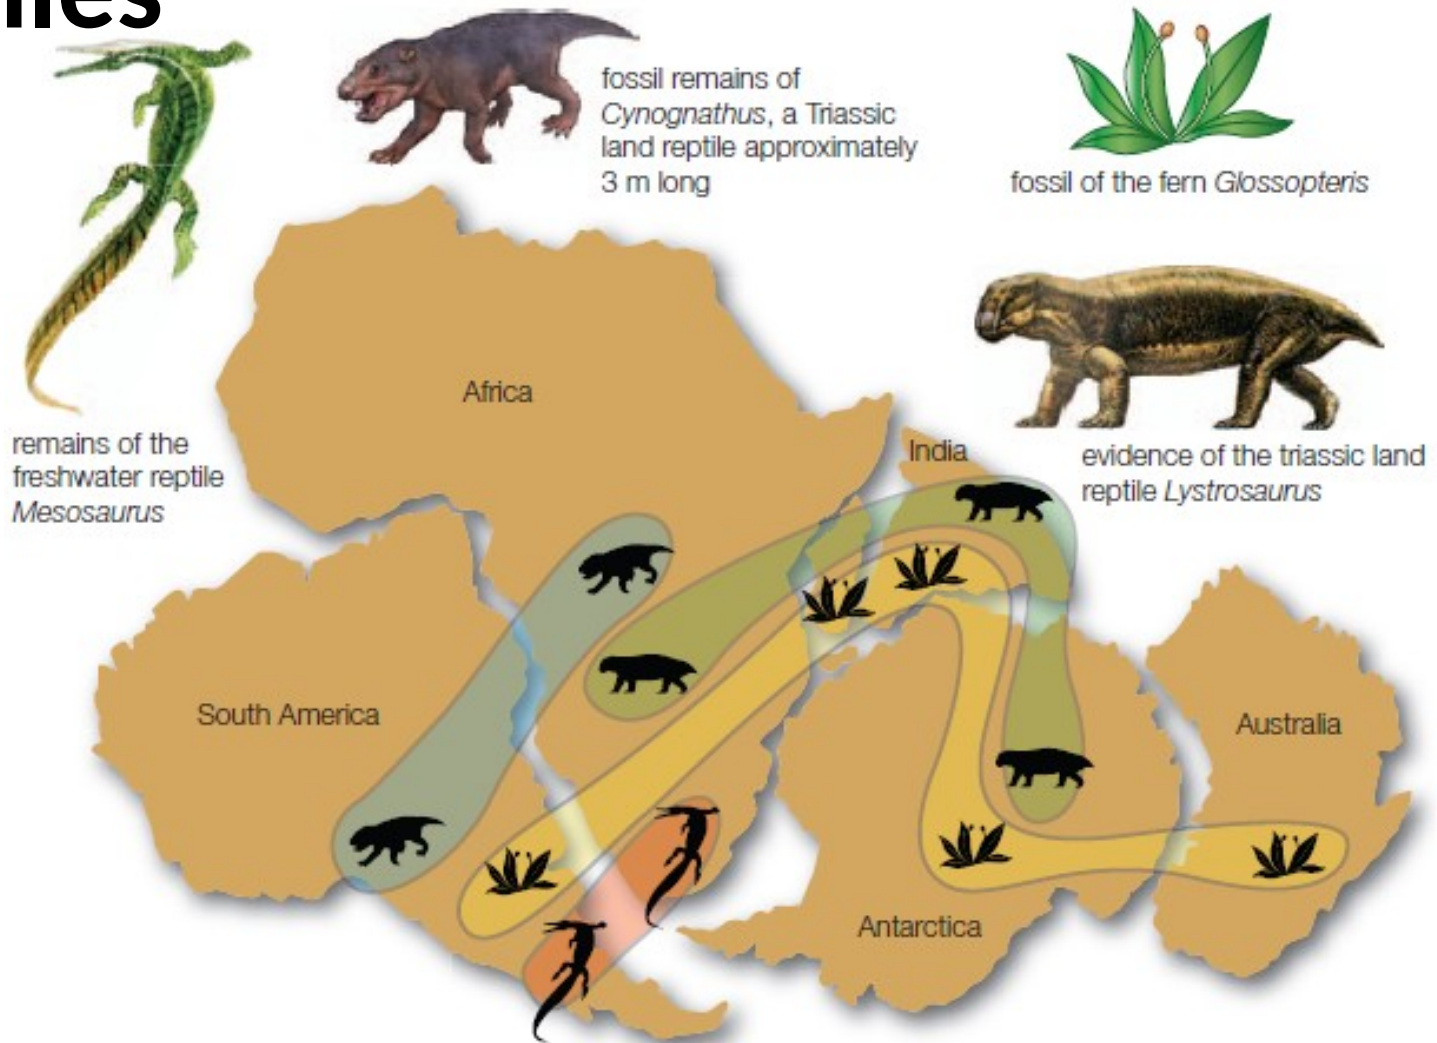 fossil remains of
Cynognathus, a Triassic
land reptile approximately
3 m long
fossil of the fern Glossopteris
remains of the
freshwater reptile
Mesosaurus
evidence of the triassic land
reptile Lystrosaurus
Africa
India
South America
Australia
Antarctica